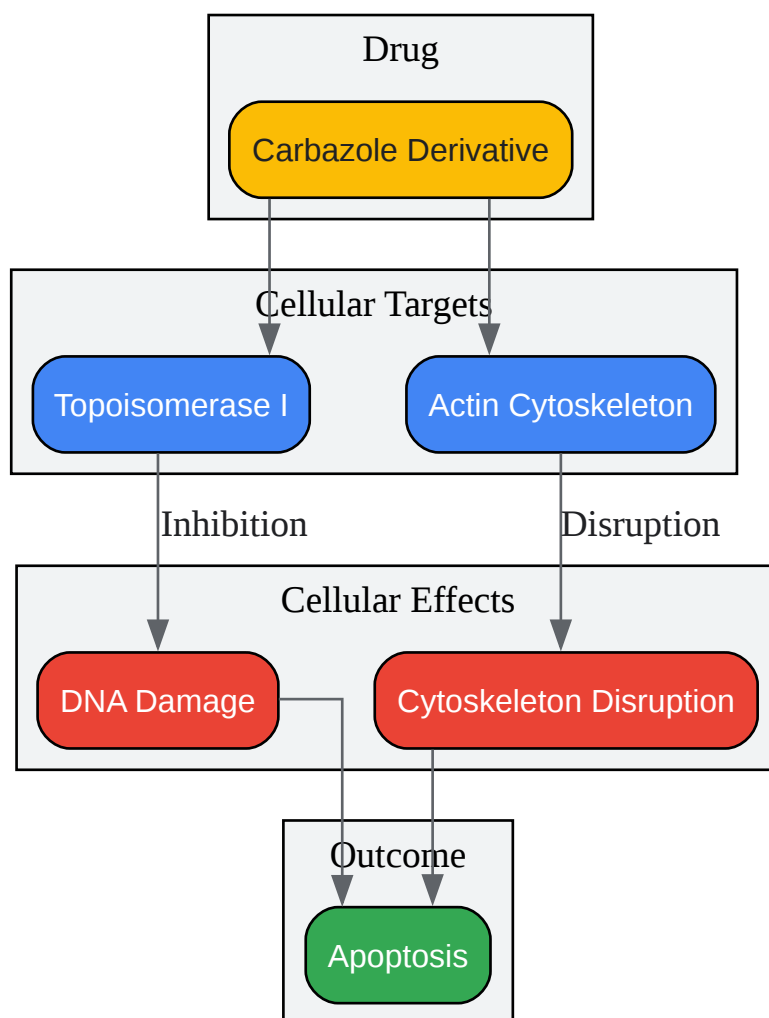 Drug
Carbazole Derivative
Cellular Targets
Topoisomerase I
Actin Cytoskeleton
Inhibition
Disruption
Cellular Effects
DNA Damage
Cytoskeleton Disruption
Outcome
Apoptosis